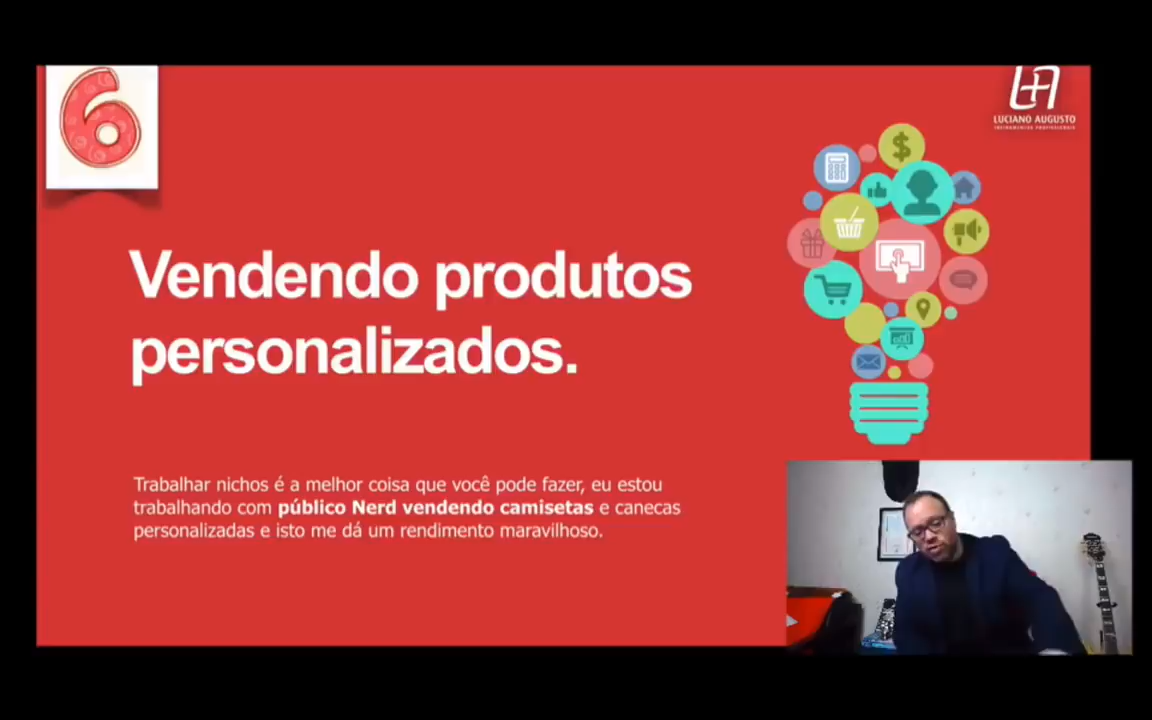 6
LUCIANO AUGUSTO
Vendendo produtos
personalizados.
Trabalhar nichos é a melhor coisa que você pode fazer, eu estou
trabalhando com público Nerd vendendo camisetas e canecas
personalizadas e isto me dá um rendimento maravilhoso.